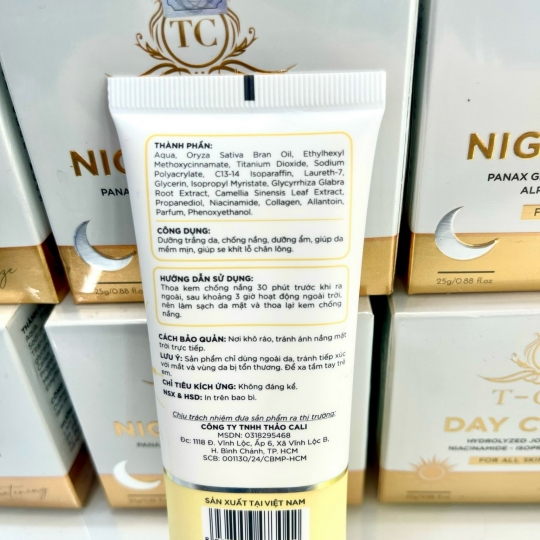 TC
THÀNH PHẦN:
Aqua, Oryza Sativa Bran Oil, Ethylhexyl
Methoxycinnamate, Titanium Dioxide, Sodium
Polyacrylate, C13-14 Isoparaffin, Laureth-7,
Glycerin, Isopropyl Myristate, Glycyrrhiza Glabra
Root Extract, Camellia Sinensis Leaf Extract,
Propanediol, Niacinamide, Collagen, Allantoin,
Parfum, Phenoxyethanol.
CÔNG DỤNG:
Dưỡng trắng da, chống nắng, dưỡng ẩm, giúp da
mềm mịn, giúp se khít lỗ chân lông.
HƯỚNG DẪN SỬ DỤNG:
Thoa kem chống nắng 30 phút trước khi ra
ngoài, sau khoảng 3 giờ hoạt động ngoài trời,
nên làm sạch da mặt và thoa lại kem chống
nắng.
CÁCH BẢO QUẢN: Nơi khô ráo, tránh ánh nắng mặt
trời trực tiếp.
LƯU Ý: Sản phẩm chỉ dùng ngoài da, tránh tiếp xúc
với mắt và vùng da bị tổn thương. Để xa tầm tay trẻ
em.
CHỈ TIÊU KÍCH ỨNG: Không đáng kể.
NSX & HSD: In trên bao bì.
Chịu trách nhiệm đưa sản phẩm ra thị trường:
CÔNG TY TNHH THẢO CALI
MSDN: 0318295468
Đc: 1118 Đ. Vĩnh Lộc, Ấp 6, Xã Vĩnh Lộc B,
H. Bình Chánh, TP. HCM
SCB: 001130/24/CBMP-HCM
SẢN XUẤT TẠI VIỆT NAM
NIG
PANA
NIG
PANAX G
25g/0.88 fl.oz
25g/0.88 fl.oz
NIG
PANAX
DAY C
HYDROLYZED
NIACINAMIDE - ISOPR
FOR ALL SKIN